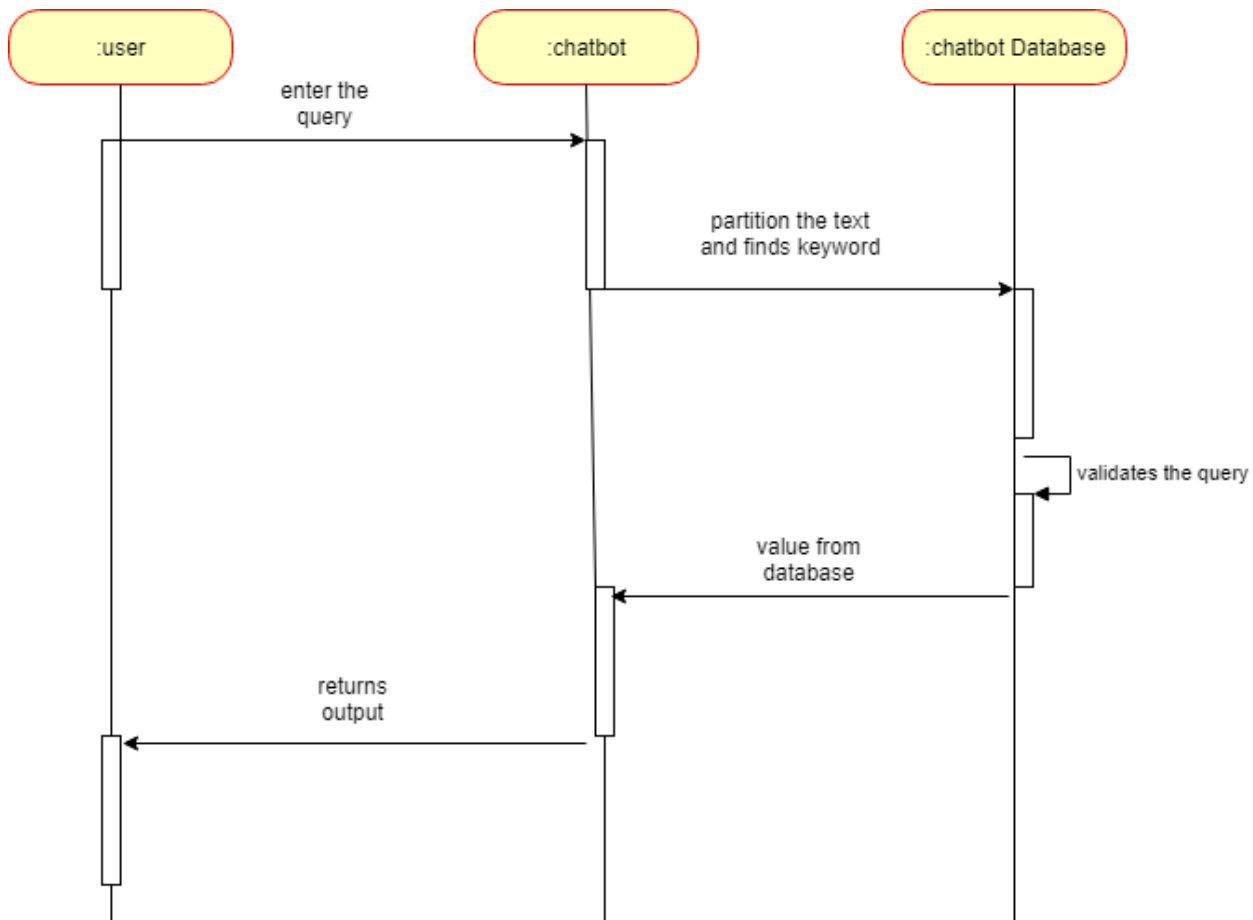 :user
:chatbot
:chatbot Database
enter the
query
partition the text
and finds keyword
validates the query
value from
database
returns
output